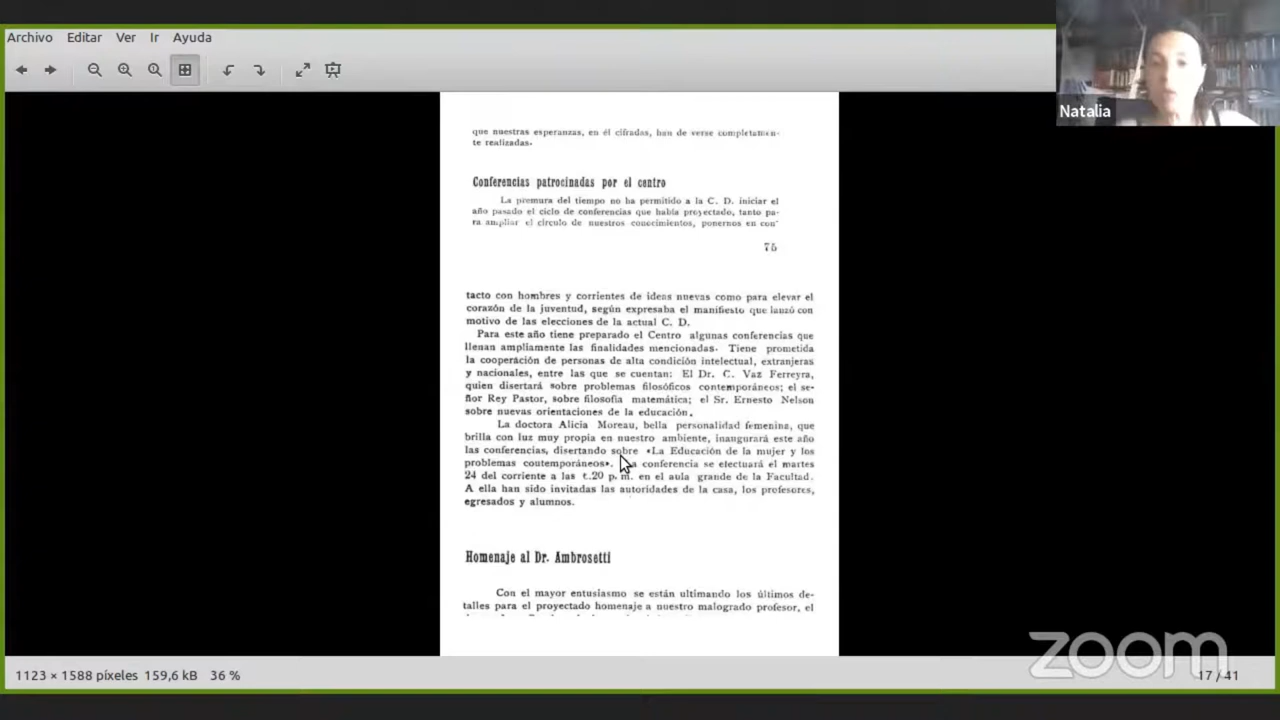 Archivo Editar Ver Ir Ayuda
Natalia
que nuestras esperanzas, en él cifradas, han de verse completamen-
te realizadas.
Conferencias patrocinadas por el centro
La premura del tiempo no ha permitido a la C. D. iniciar el
año pasado el ciclo de conferencias que había proyectado, tanto pa-
ra ampliar el círculo de nuestros conocimientos, ponernos en con-
75
tacto con hombres y corrientes de ideas nuevas como para elevar el
corazón de la juventud, según expresaba el manifiesto que lanzó con
motivo de las elecciones de la actual C. D.
Para este año tiene preparado el Centro algunas conferencias que
llenan ampliamente las finalidades mencionadas. Tiene prometida
la cooperación de personas de alta condición intelectual, extranjeras
y nacionales, entre las que se cuentan: El Dr. C. Vaz Ferreyra,
quien disertará sobre problemas filosóficos contemporáneos; el se-
ñor Rey Pastor, sobre filosofia matemática; el Sr. Ernesto Nelson
sobre nuevas orientaciones de la educación.
La doctora Alicia Moreau, bella personalidad femenina, que
brilla con luz muy propia en nuestro ambiente, inaugurará este año
las conferencias, disertando sobre «La Educación de la mujer y los
problemas contemporáneos». conferencia se efectuará el martes
24 del corriente a las p. m. en el aula grande de la Facultad.
A ella han sido invitadas las autoridades de la casa, los profesores,
egresados y alumnos.
Homenaje al Dr. Ambrosetti
Con el mayor entusiasmo se están ultimando los últimos de-
talles para el proyectado homenaje a nuestro malogrado profesor, el
zoom
1123 × 1588 píxeles 159,6 kB 36 % 17 / 41